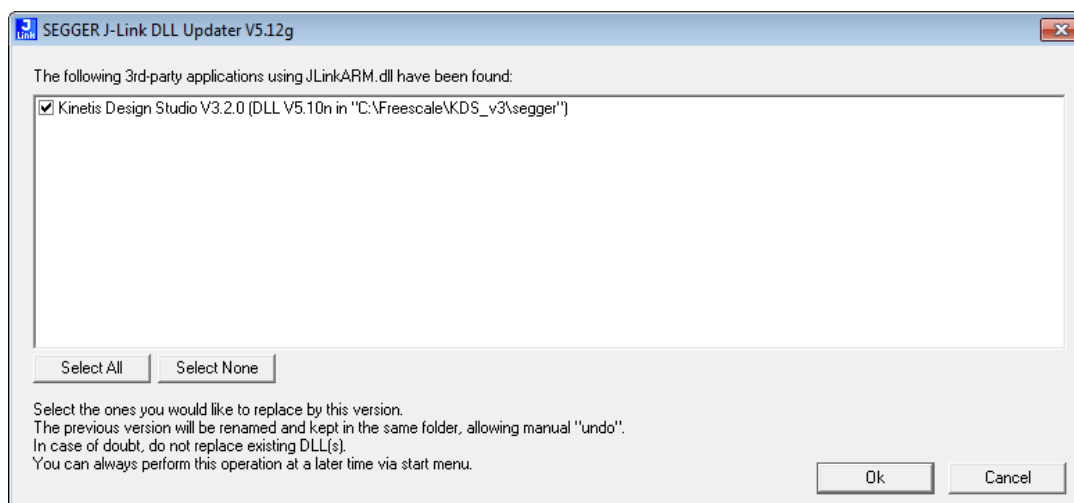 J Link SEGGER J-Link DLL Updater V5.12g
The following 3rd-party applications using JLinkARM.dll have been found:
Kinetis Design Studio V3.2.0 (DLL V5.10n in "C:\Freescale\KDS_v3\segger")
Select All Select None
Select the ones you would like to replace by this version.
The previous version will be renamed and kept in the same folder, allowing manual "undo".
In case of doubt, do not replace existing DLL(s).
You can always perform this operation at a later time via start menu.
Ok Cancel